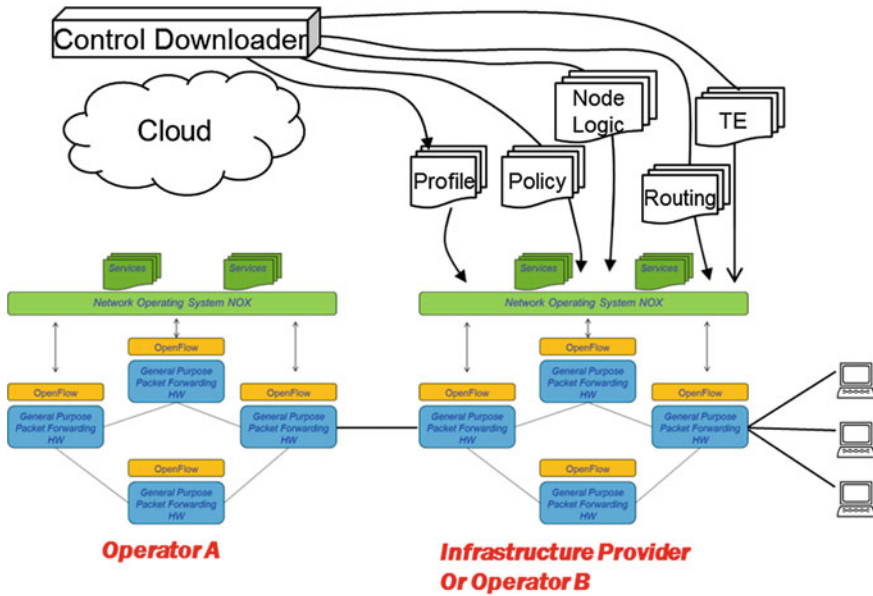 Control Downloader
Cloud
Node
Logic
TE
Profile
Policy
Routing
Services
Services
Services
Services
Network Operating System NOX
Network Operating System NOX
OpenFlow
General Purpose
Packet Forwarding
HW
OpenFlow
General Purpose
Packet Forwarding
HW
OpenFlow
General Purpose
Packet Forwarding
HW
OpenFlow
General Purpose
Packet Forwarding
HW
OpenFlow
General Purpose
Packet Forwarding
HW
OpenFlow
General Purpose
Packet Forwarding
HW
OpenFlow
General Purpose
Packet Forwarding
HW
OpenFlow
General Purpose
Packet Forwarding
HW
Operator A
Infrastructure Provider
Or Operator B